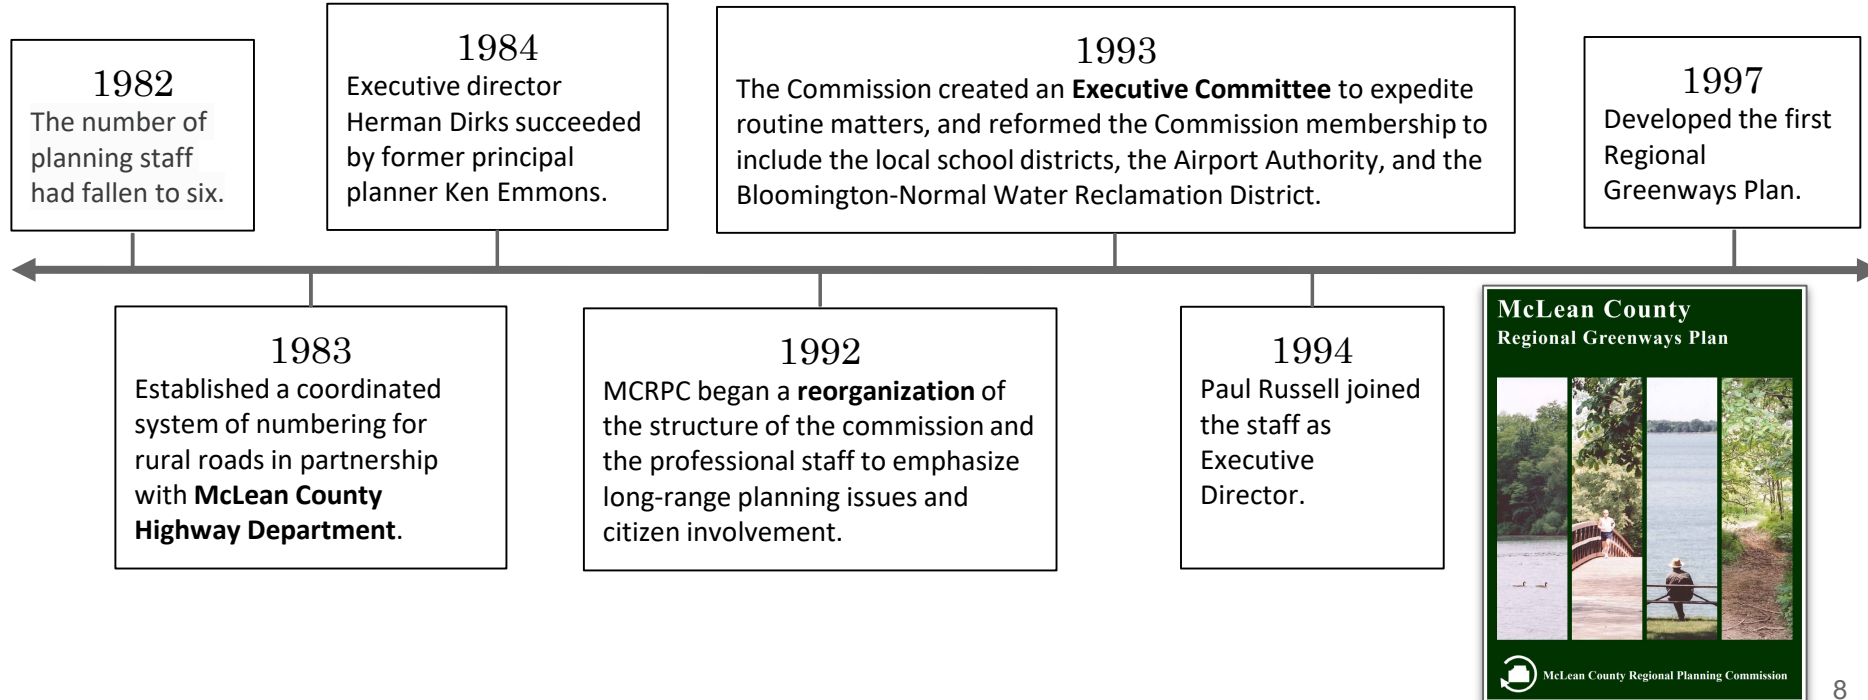 1982
The number of
planning staff
had fallen to six.
1984
Executive director
Herman Dirks succeeded
by former principal
planner Ken Emmons.
1993
The Commission created an Executive Committee to expedite
routine matters, and reformed the Commission membership to
include the local school districts, the Airport Authority, and the
Bloomington-Normal Water Reclamation District.
1997
Developed the first
Regional
Greenways Plan.
1983
Established a coordinated
system of numbering for
rural roads in partnership
with McLean County
Highway Department.
1992
MCRPC began a reorganization of
the structure of the commission and
the professional staff to emphasize
long-range planning issues and
citizen involvement.
1994
Paul Russell joined
the staff as
Executive
Director.
McLean County
Regional Greenways Plan
McLean County Regional Planning Commission
8